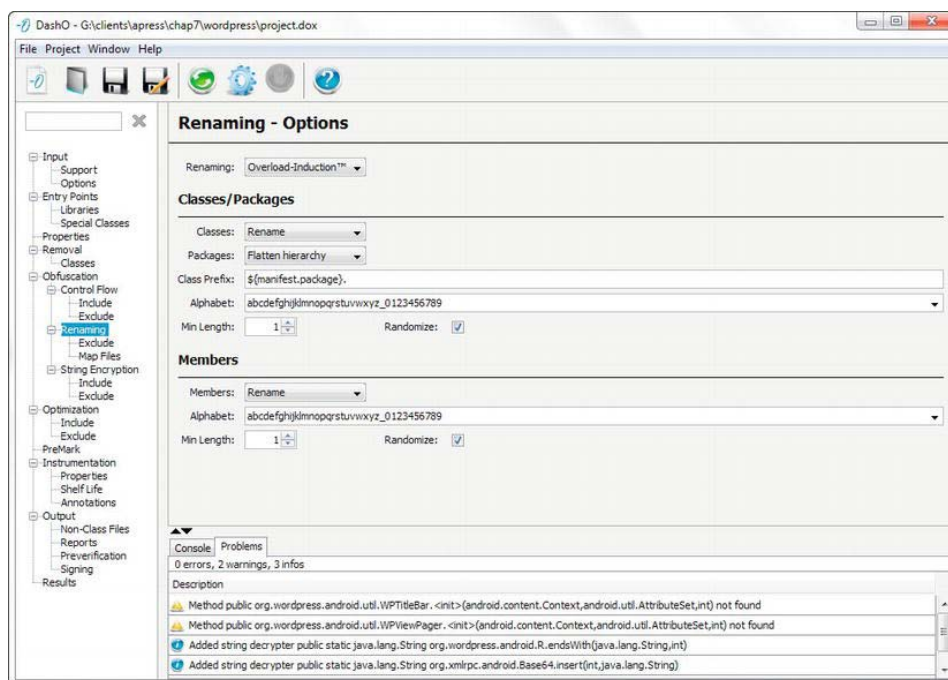 DashO - G:\clients\apress\chap7\wordpress\project.dox
File Project Window Help
Input
Support
Options
Entry Points
Libraries
Special Classes
Properties
Removal
Classes
Obfuscation
Control Flow
Include
Exclude
Renaming
Exclude
Map Files
String Encryption
Include
Exclude
Optimization
Include
Exclude
PreMark
Instrumentation
Properties
Shelf Life
Annotations
Output
Non-Class Files
Reports
Preverification
Signing
Results
Renaming - Options
Renaming: Overload-Induction™
Classes/Packages
Classes: Rename
Packages: Flatten hierarchy
Class Prefix: ${manifest.package}.
Alphabet: abcdefghijklmnopqrstuvwxyz_0123456789
Min Length: 1 Randomize:
Members
Members: Rename
Alphabet: abcdefghijklmnopqrstuvwxyz_0123456789
Min Length: 1 Randomize:
Console Problems
0 errors, 2 warnings, 3 infos
Description
Method public org.wordpress.android.util.WPTitleBar.<init>(android.content.Context,android.util.AttributeSet,int) not found
Method public org.wordpress.android.util.WPViewPager.<init>(android.content.Context,android.util.AttributeSet,int) not found
Added string decrypter public static java.lang.String org.wordpress.android.R.endsWith(java.lang.String,int)
Added string decrypter public static java.lang.String org.xmlrpc.android.Base64.insert(int,java.lang.String)